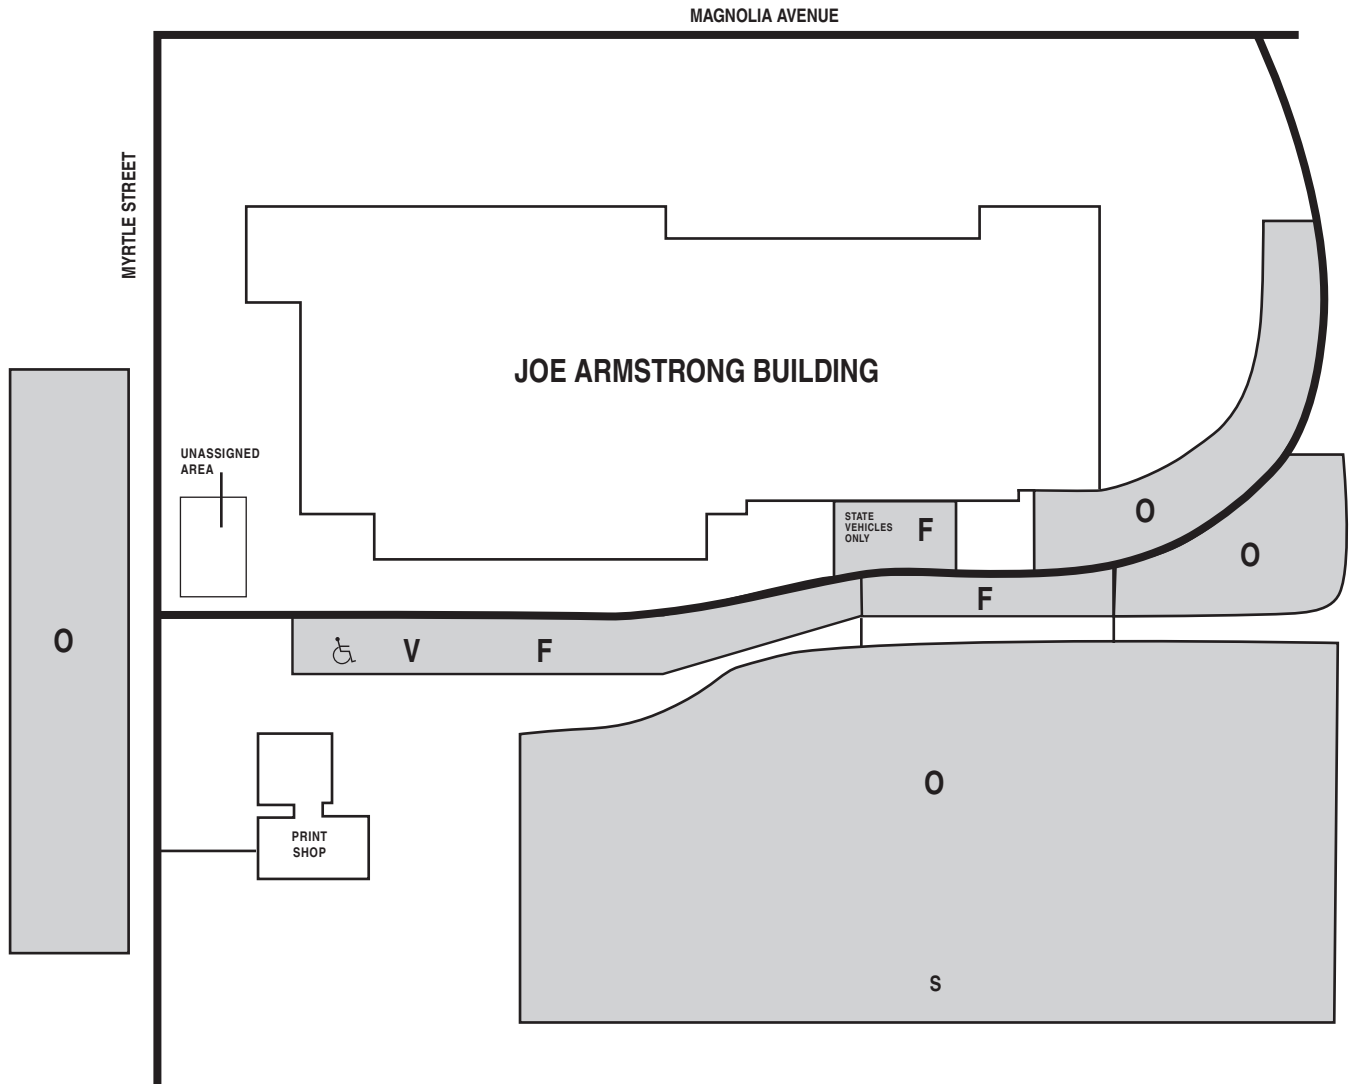 MAGNOLIA AVENUE
MYRTLE STREET
JOE ARMSTRONG BUILDING
UNASSIGNED
AREA
STATE
VEHICLES
ONLY
F
O
O
F
O
V
F
O
PRINT
SHOP
S